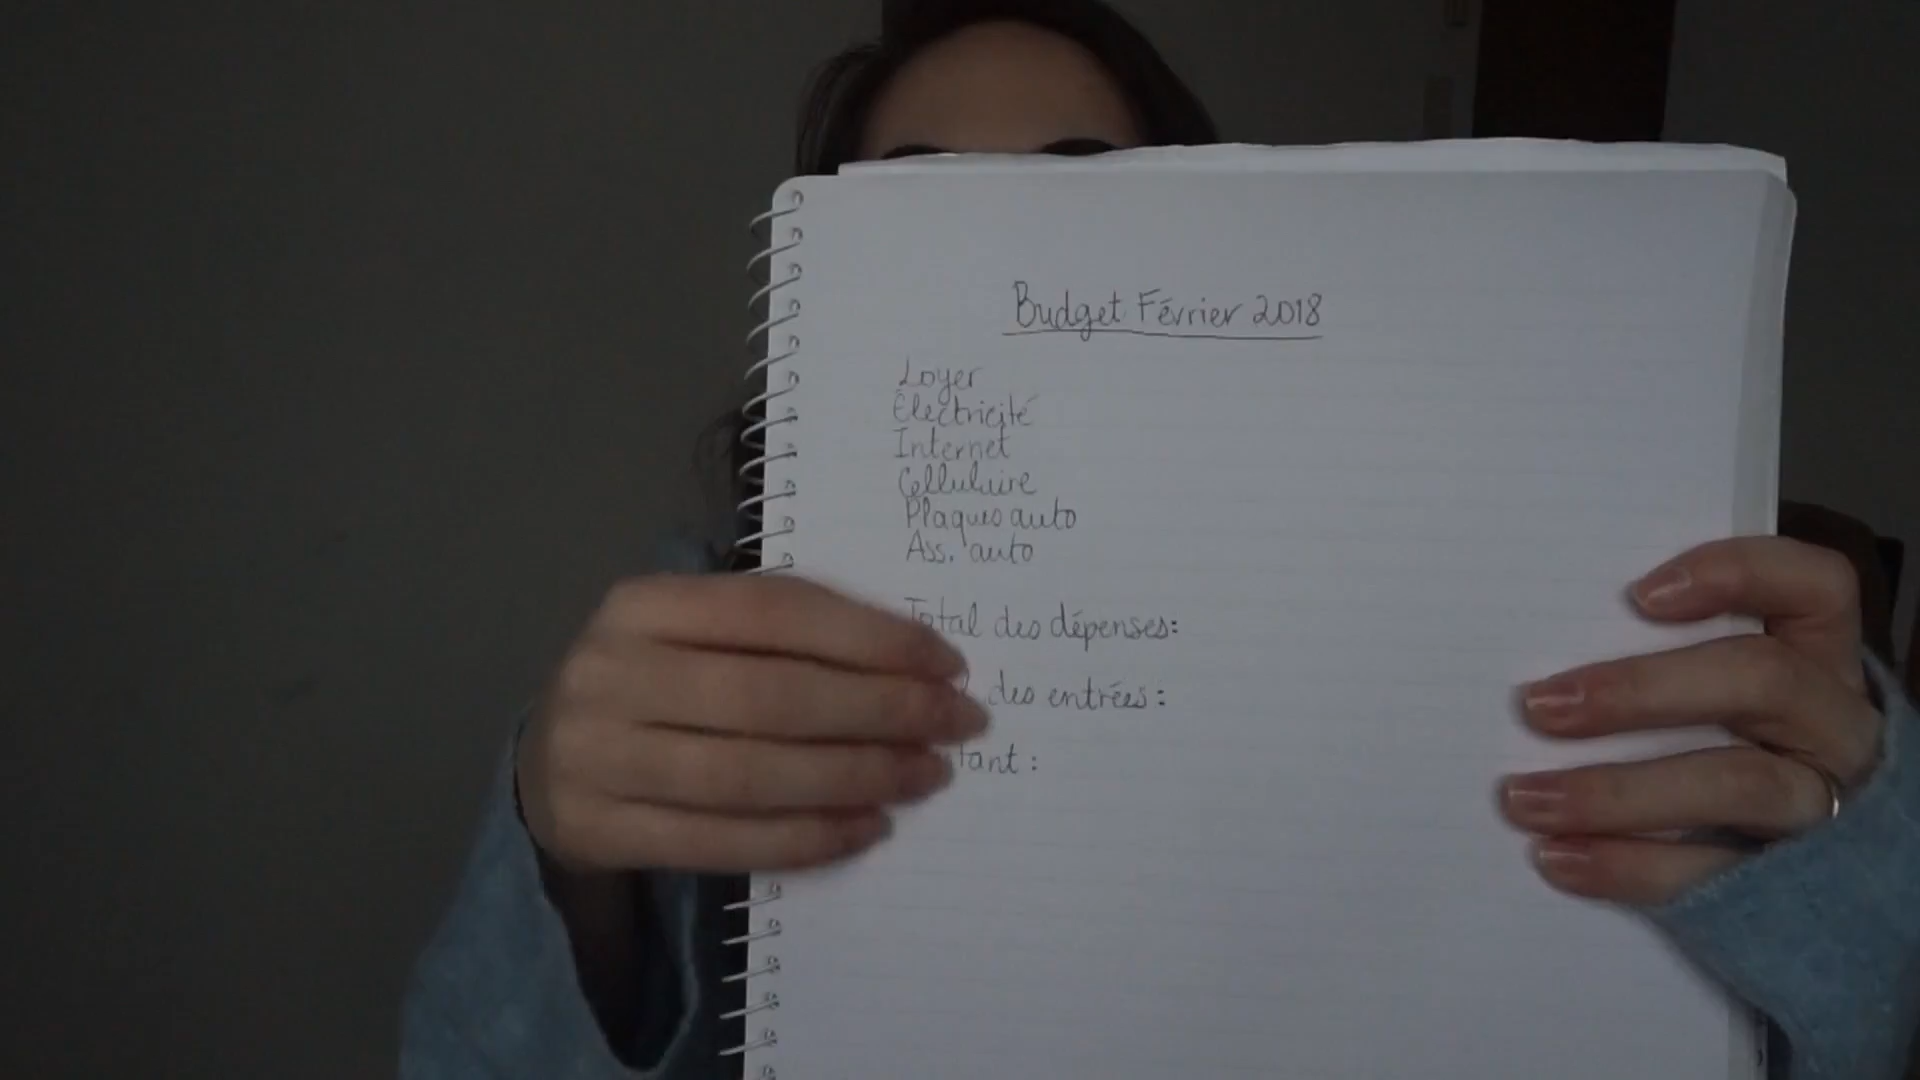 Budget Février 2018
Loyer
Électricité
Internet
Cellulaire
Plaques auto
Ass. auto
Total des dépenses:
des entrées:
tant: